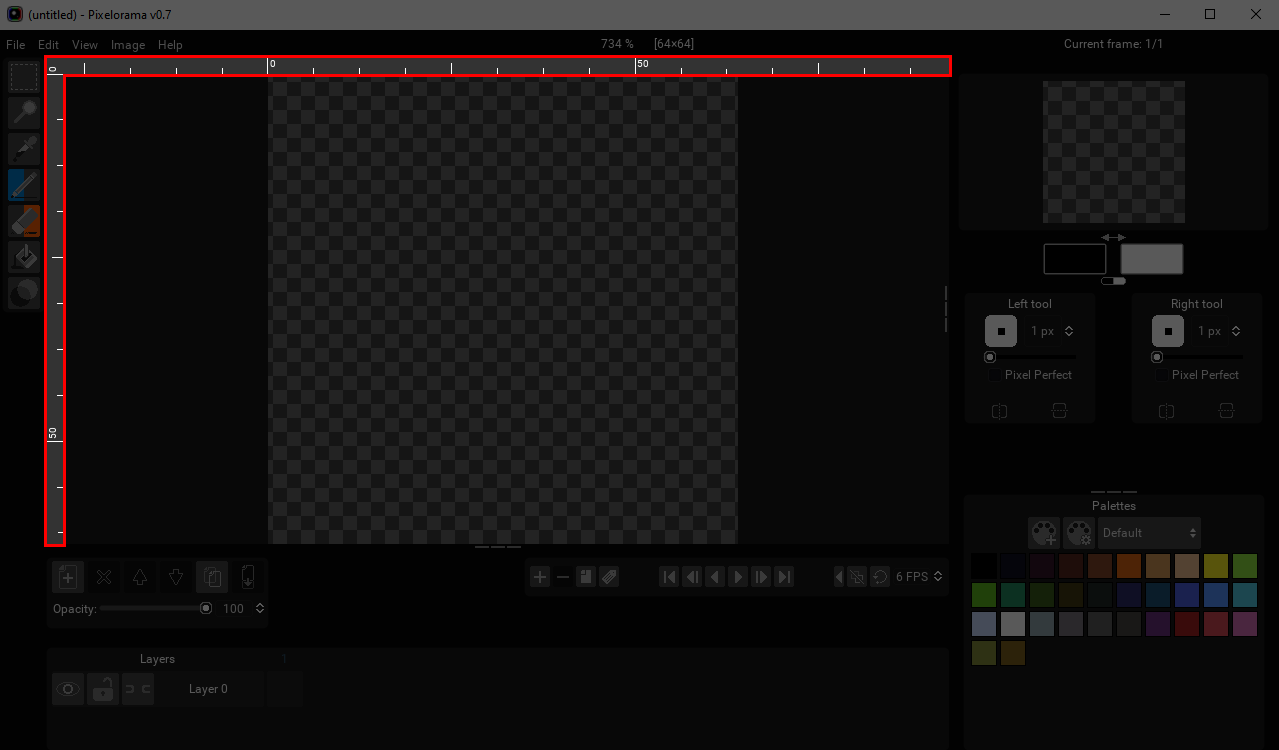 (untitled) - Pixelorama v0.7
File Edit View Image Help 734 % [64×64] Current frame: 1/1
0 50
0
50
Left tool Right tool
1 px 1 px
Pixel Perfect Pixel Perfect
Palettes
Default
6 FPS
Opacity: 100
Layers 1
Layer 0